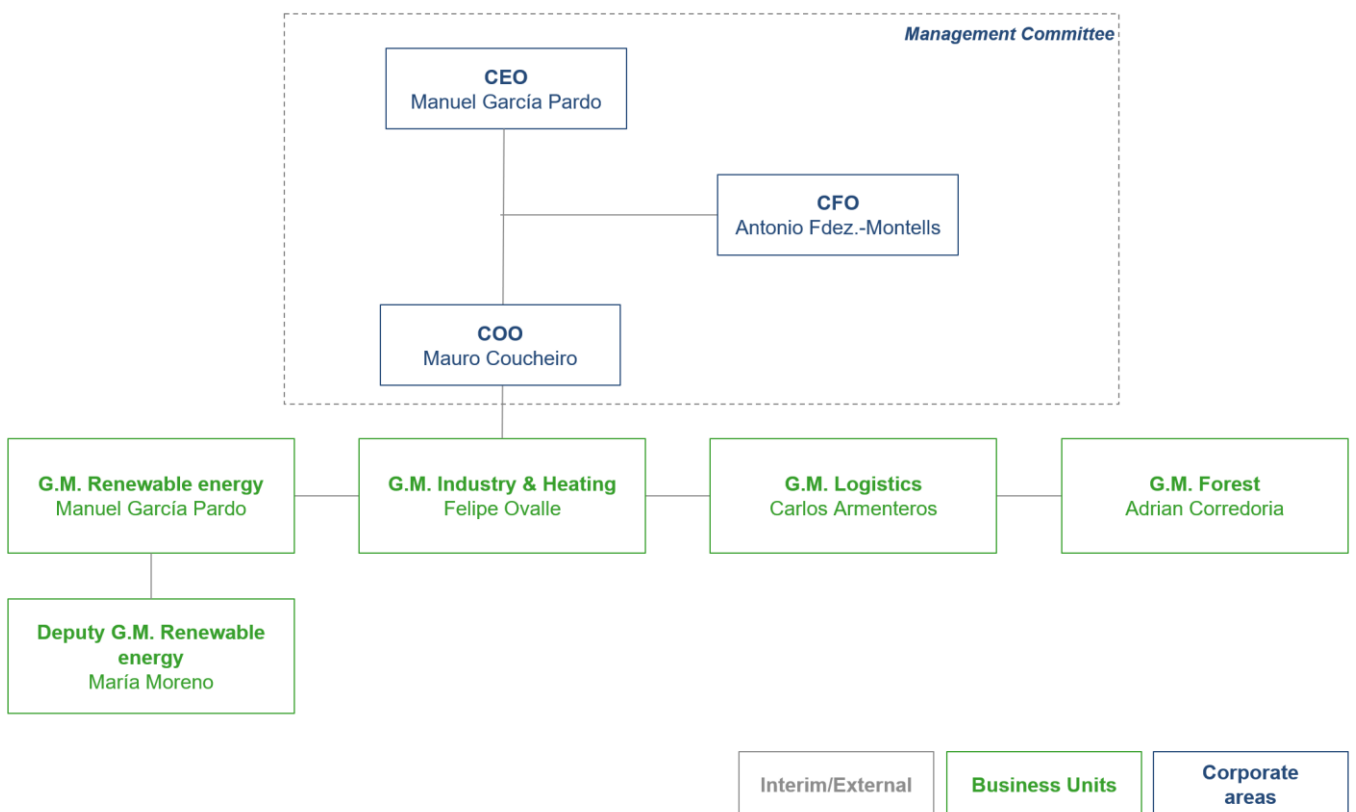 Management Committee
CEO
Manuel García Pardo
CFO
Antonio Fdez.-Montells
COO
Mauro Coucheiro
G.M. Renewable energy
Manuel García Pardo
G.M. Industry & Heating
Felipe Ovalle
G.M. Logistics
Carlos Armenteros
G.M. Forest
Adrian Corredoria
Deputy G.M. Renewable
energy
María Moreno
Interim/External
Business Units
Corporate
areas